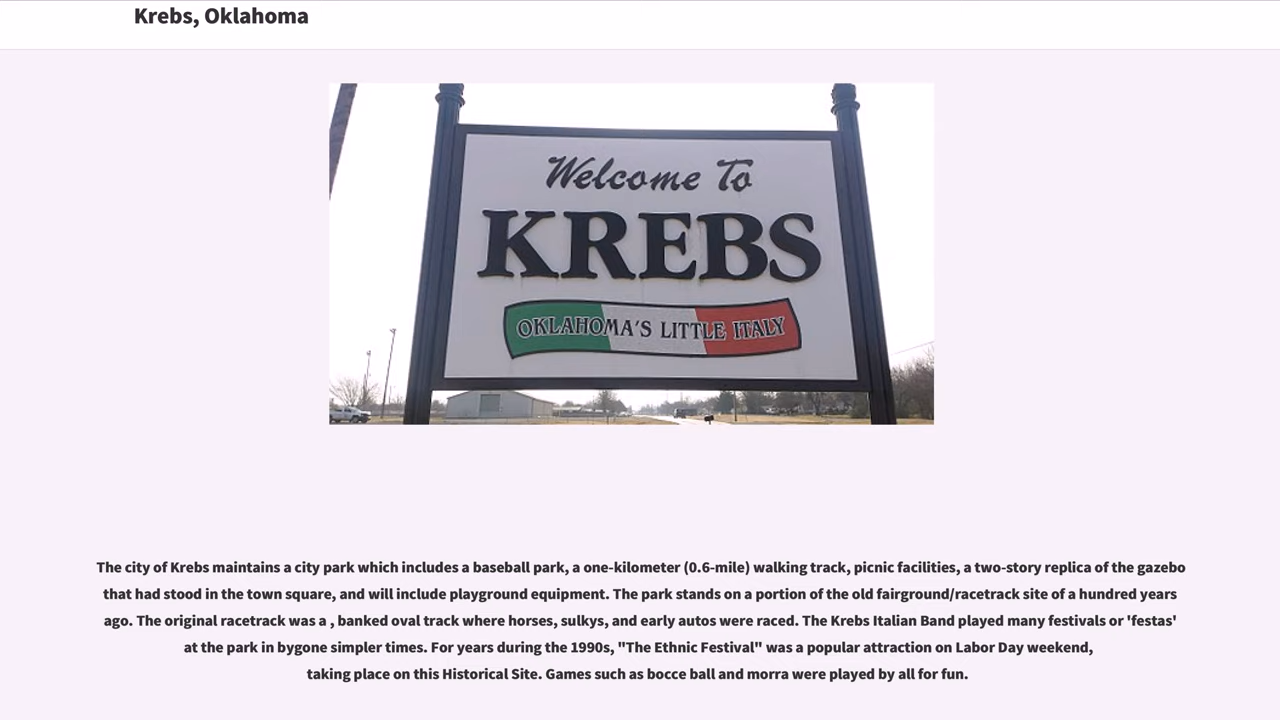 Krebs, Oklahoma
Welcome To
KREBS
OKLAHOMA'S LITTLE ITALY
The city of Krebs maintains a city park which includes a baseball park, a one-kilometer (0.6-mile) walking track, picnic facilities, a two-story replica of the gazebo
that had stood in the town square, and will include playground equipment. The park stands on a portion of the old fairground/racetrack site of a hundred years
ago. The original racetrack was a , banked oval track where horses, sulkys, and early autos were raced. The Krebs Italian Band played many festivals or 'festas'
at the park in bygone simpler times. For years during the 1990s, "The Ethnic Festival" was a popular attraction on Labor Day weekend,
taking place on this Historical Site. Games such as bocce ball and morra were played by all for fun.